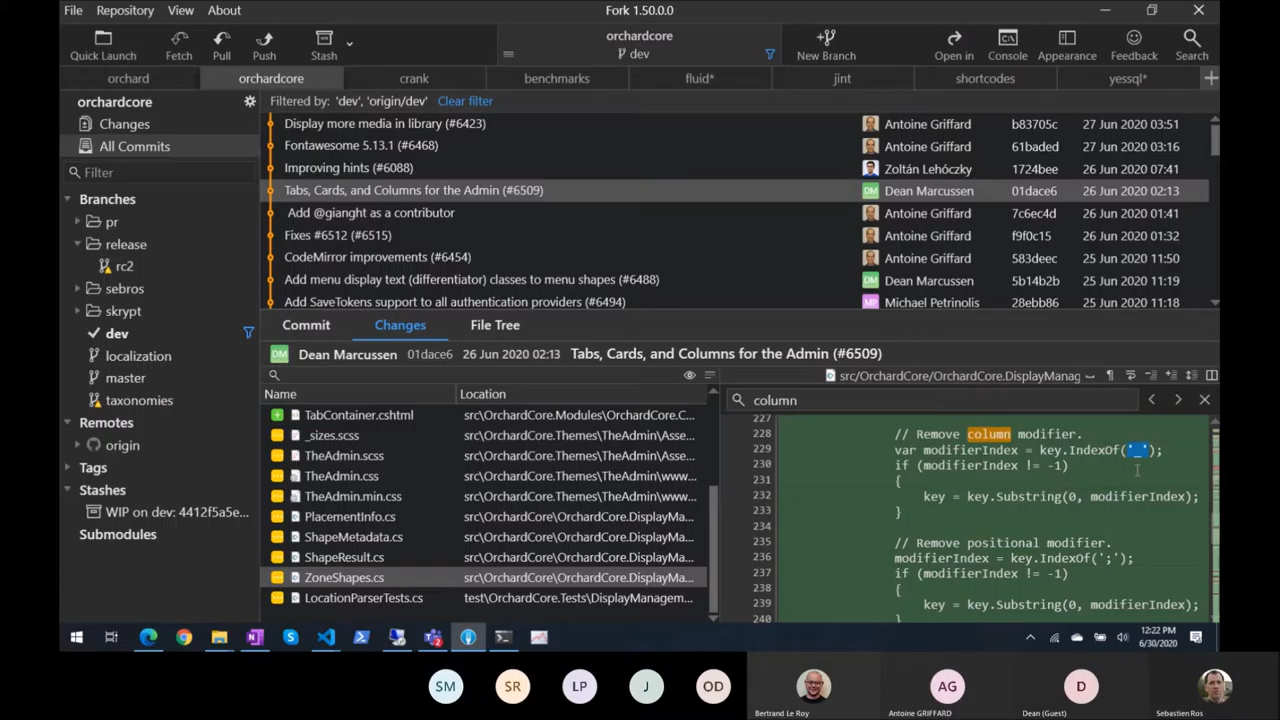 File Repository View About Fork 1.50.0.0
Quick Launch Fetch Pull Push Stash orchardcore dev New Branch Open in Console Appearance Feedback Search
orchard orchardcore crank benchmarks fluid* jint shortcodes yessql*
orchardcore
Changes
All Commits
Filter
Branches
pr
release
rc2
sebros
skrypt
dev
localization
master
taxonomies
Remotes
origin
Tags
Stashes
WIP on dev: 4412f5a5e...
Submodules
Filtered by: 'dev', 'origin/dev' Clear filter
Display more media in library (#6423) Antoine Griffard b83705c 27 Jun 2020 03:51
Fontawesome 5.13.1 (#6468) Antoine Griffard 61baded 27 Jun 2020 03:16
Improving hints (#6088) Zoltán Lehóczky 1724bee 26 Jun 2020 07:41
Tabs, Cards, and Columns for the Admin (#6509) DM Dean Marcussen 01dace6 26 Jun 2020 02:13
Add @gianght as a contributor Antoine Griffard 7c6ec4d 26 Jun 2020 01:41
Fixes #6512 (#6515) Antoine Griffard f9f0c15 26 Jun 2020 01:32
CodeMirror improvements (#6454) Antoine Griffard 583deec 25 Jun 2020 11:50
Add menu display text (differentiator) classes to menu shapes (#6488) DM Dean Marcussen 5b14b2b 25 Jun 2020 11:19
Add SaveTokens support to all authentication providers (#6494) MP Michael Petrinolis 28ebb86 25 Jun 2020 11:18
Commit Changes File Tree
DM Dean Marcussen 01dace6 26 Jun 2020 02:13 Tabs, Cards, and Columns for the Admin (#6509)
src/OrchardCore/OrchardCore.DisplayManag
Name Location
TabContainer.cshtml src\OrchardCore.Modules\OrchardCore.C...
_sizes.scss src\OrchardCore.Themes\TheAdmin\Asse...
TheAdmin.scss src\OrchardCore.Themes\TheAdmin\Asse...
TheAdmin.css src\OrchardCore.Themes\TheAdmin\www...
TheAdmin.min.css src\OrchardCore.Themes\TheAdmin\www...
PlacementInfo.cs src\OrchardCore\OrchardCore.DisplayMa...
ShapeMetadata.cs src\OrchardCore\OrchardCore.DisplayMa...
ShapeResult.cs src\OrchardCore\OrchardCore.DisplayMa...
ZoneShapes.cs src\OrchardCore\OrchardCore.DisplayMa...
LocationParserTests.cs test\OrchardCore.Tests\DisplayManagem...
column
227
228 // Remove column modifier.
229 var modifierIndex = key.IndexOf('_');
230 if (modifierIndex != -1)
231 {
232 key = key.Substring(0, modifierIndex);
233 }
234
235 // Remove positional modifier.
236 modifierIndex = key.IndexOf(';');
237 if (modifierIndex != -1)
238 {
239 key = key.Substring(0, modifierIndex);
240 }
12:22 PM
6/30/2020
SM SR LP J OD AG D
Bertrand Le Roy Antoine GRIFFARD Dean (Guest) Sebastien Ros